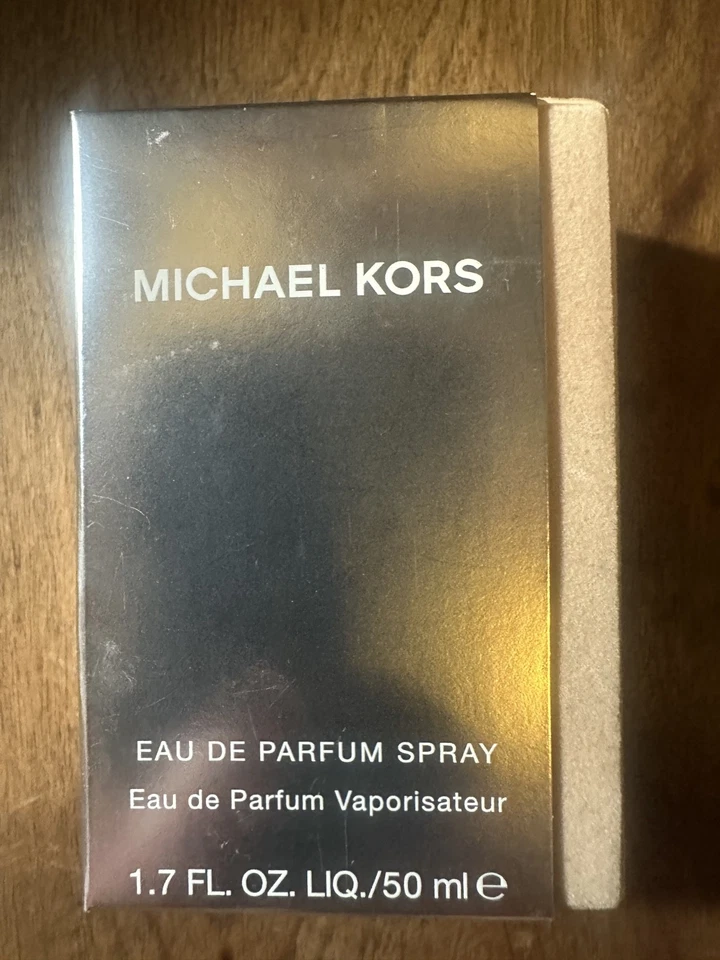 MICHAEL KORS
EAU DE PARFUM SPRAY
Eau de Parfum Vaporisateur
1.7 FL. OZ. LIQ./50 ml ℮